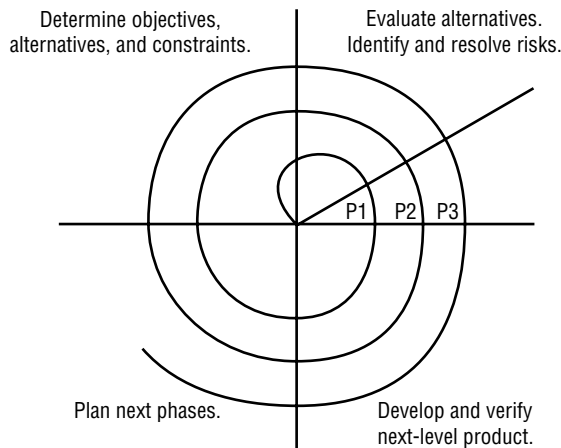 Determine objectives,
alternatives, and constraints.
Evaluate alternatives.
Identify and resolve risks.
P1 P2 P3
Plan next phases.
Develop and verify
next-level product.